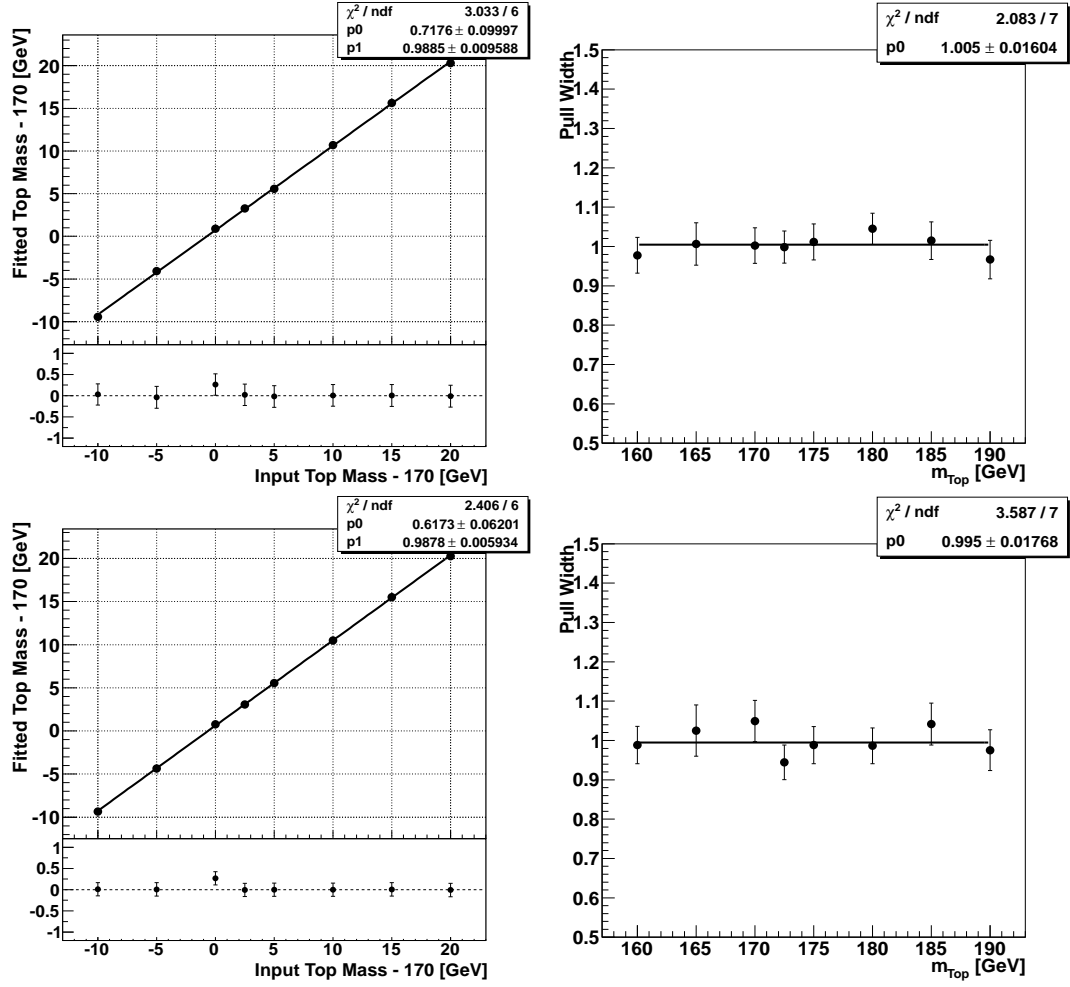 χ² / ndf 3.033 / 6
p0 0.7176 ± 0.09997
p1 0.9885 ± 0.009588
Fitted Top Mass - 170 [GeV]
20
15
10
5
0
-5
-10
1
0.5
0
-0.5
-1
-10 -5 0 5 10 15 20
Input Top Mass - 170 [GeV]
χ² / ndf 2.083 / 7
p0 1.005 ± 0.01604
Pull Width
1.5
1.4
1.3
1.2
1.1
1
0.9
0.8
0.7
0.6
0.5
160 165 170 175 180 185 190
m_Top [GeV]
χ² / ndf 2.406 / 6
p0 0.6173 ± 0.06201
p1 0.9878 ± 0.005934
Fitted Top Mass - 170 [GeV]
20
15
10
5
0
-5
-10
1
0.5
0
-0.5
-1
-10 -5 0 5 10 15 20
Input Top Mass - 170 [GeV]
χ² / ndf 3.587 / 7
p0 0.995 ± 0.01768
Pull Width
1.5
1.4
1.3
1.2
1.1
1
0.9
0.8
0.7
0.6
0.5
160 165 170 175 180 185 190
m_Top [GeV]